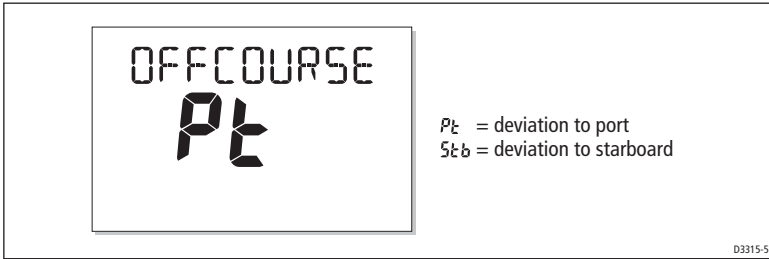 OFFCOURSE
Pt
Pt = deviation to port
Stb = deviation to starboard
D3315-5